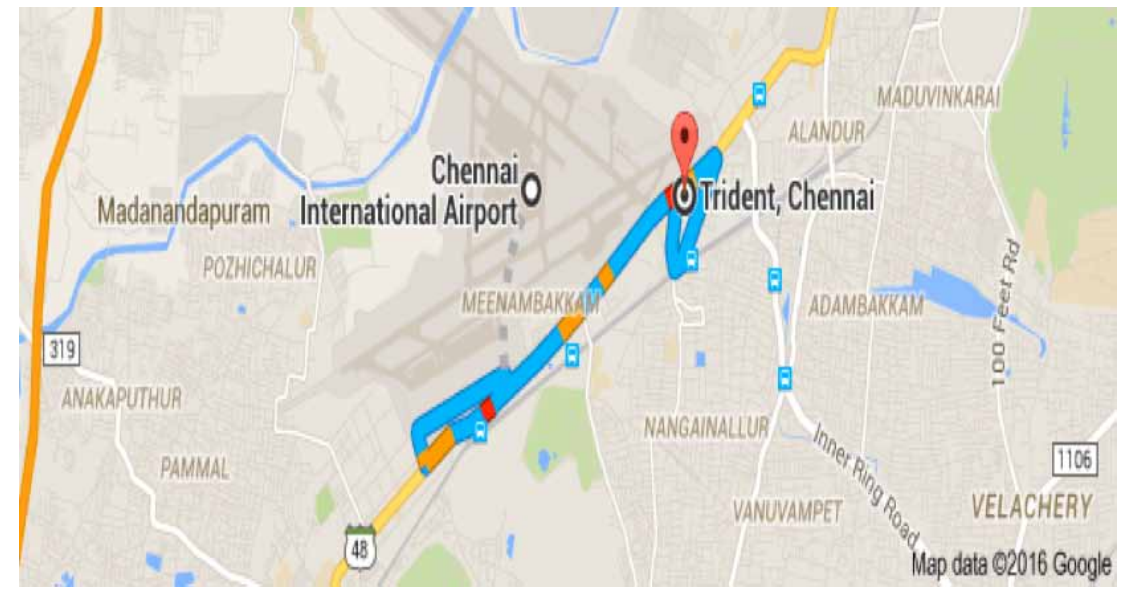 MADUVINKARAI
ALANDUR
Chennai
International Airport
Trident, Chennai
Madanandapuram
POZHICHALUR
MEENAMBAKKAM
ADAMBAKKAM
100 Feet Rd
319
ANAKAPUTHUR
NANGAINALLUR
Inner Ring Road
PAMMAL
1106
VELACHERY
VANUVAMPET
48
Map data ©2016 Google